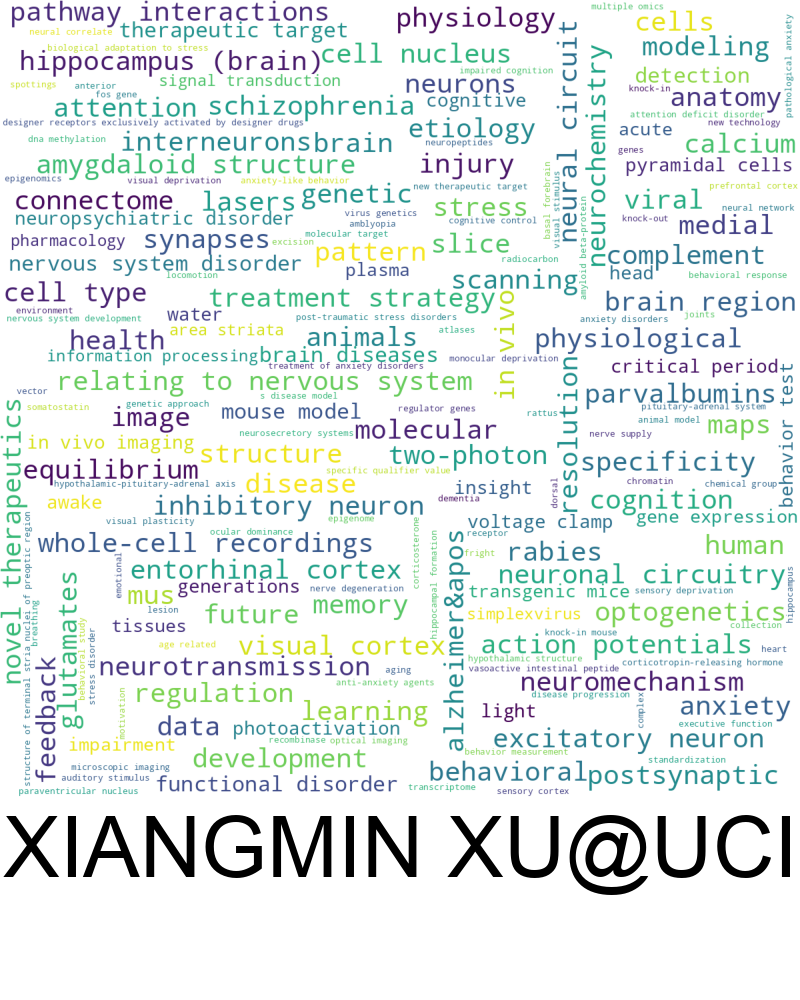 pathway interactions
physiology
multiple omics
cells
neural correlate
therapeutic target
biological adaptation to stress
modeling
hippocampus (brain)
cell nucleus
neural circuit
pathological anxiety
impaired cognition
detection
spottings
anterior
signal transduction
neurons
knock-in
anatomy
fos gene
attention
schizophrenia
cognitive
neurochemistry
attention deficit disorder
designer receptors exclusively activated by designer drugs
etiology
acute
new technology
dna methylation
interneurons
brain
neuropeptides
calcium
genes
amygdaloid structure
injury
pyramidal cells
epigenomics
visual deprivation
anxiety-like behavior
new therapeutic target
basal forebrain
visual stimulus
prefrontal cortex
connectome
lasers
genetic
stress
viral
neural network
neuropsychiatric disorder
virus genetics
amblyopia
cognitive control
amyloid beta-protein
knock-out
medial
pharmacology
synapses
excision
molecular target
pattern
slice
complement
nervous system disorder
plasma
radiocarbon
head
behavioral response
locomotion
scanning
cell type
treatment strategy
brain region
environment
water
post-traumatic stress disorders
in vivo
anxiety disorders
joints
nervous system development
area striata
animals
atlases
health
physiological
information processing
brain diseases
monocular deprivation
treatment of anxiety disorders
critical period
relating to nervous system
resolution
parvalbumins
behavior test
vector
s disease model
somatostatin
genetic approach
image
mouse model
regulator genes
rattus
pituitary-adrenal system
animal model
maps
novel therapeutics
neurosecretory systems
molecular
nerve supply
in vivo imaging
structure
two-photon
specificity
equilibrium
specific qualifier value
chromatin
hypothalamic-pituitary-adrenal axis
disease
insight
dorsal
chemical group
awake
inhibitory neuron
dementia
cognition
structure of terminal stria nuclei of preoptic region
visual plasticity
epigenome
corticosterone
voltage clamp
gene expression
ocular dominance
receptor
whole-cell recordings
hippocampal formation
alzheimer&apos
fright
rabies
human
emotional
entorhinal cortex
neuronal circuitry
hippocampus
glutamates
mus
generations
nerve degeneration
transgenic mice
sensory deprivation
breathing
lesion
future
memory
simplexvirus
optogenetics
collection
behavioral study
stress disorder
tissues
knock-in mouse
age related
visual cortex
action potentials
heart
feedback
neurotransmission
aging
hypothalamic structure
corticotropin-releasing hormone
vasoactive intestinal peptide
anti-anxiety agents
neuromechanism
motivation
regulation
disease progression
complex
learning
light
anxiety
data
photoactivation
executive function
impairment
recombinase
optical imaging
excitatory neuron
development
behavior measurement
microscopic imaging
standardization
auditory stimulus
functional disorder
behavioral
postsynaptic
paraventricular nucleus
transcriptome
sensory cortex
XIANGMIN XU@UCI